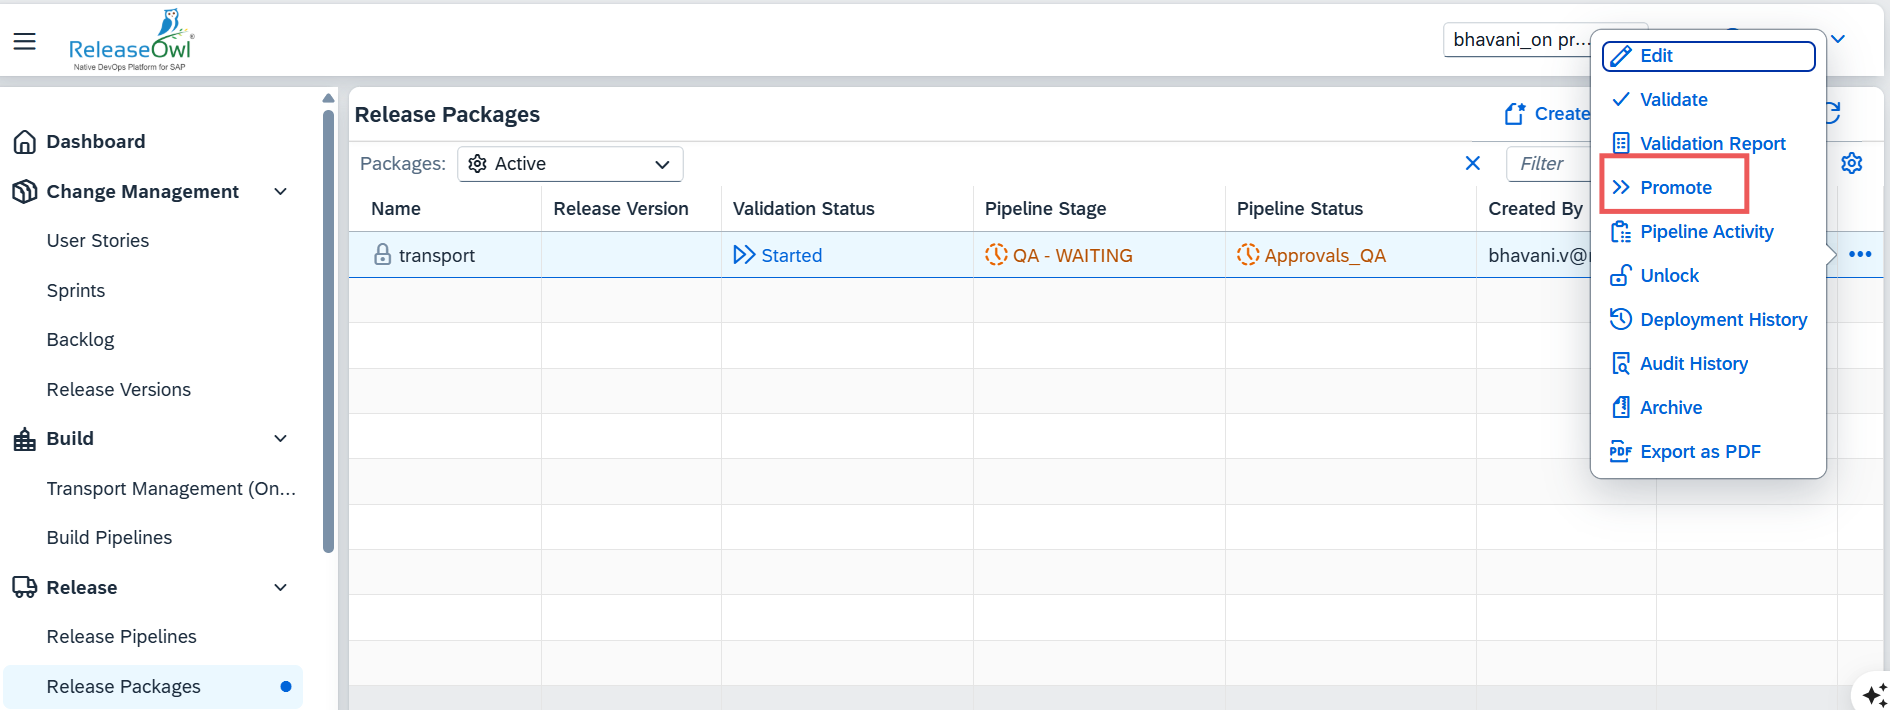 ReleaseOwl
Native DevOps Platform for SAP
bhavani_on pr...
Dashboard
Change Management
User Stories
Sprints
Backlog
Release Versions
Build
Transport Management (On...
Build Pipelines
Release
Release Pipelines
Release Packages
Release Packages
Create
Packages:
Active
Filter
Name
Release Version
Validation Status
Pipeline Stage
Pipeline Status
Created By
transport
Started
QA - WAITING
Approvals_QA
bhavani.v@
Edit
Validate
Validation Report
Promote
Pipeline Activity
Unlock
Deployment History
Audit History
Archive
PDF Export as PDF